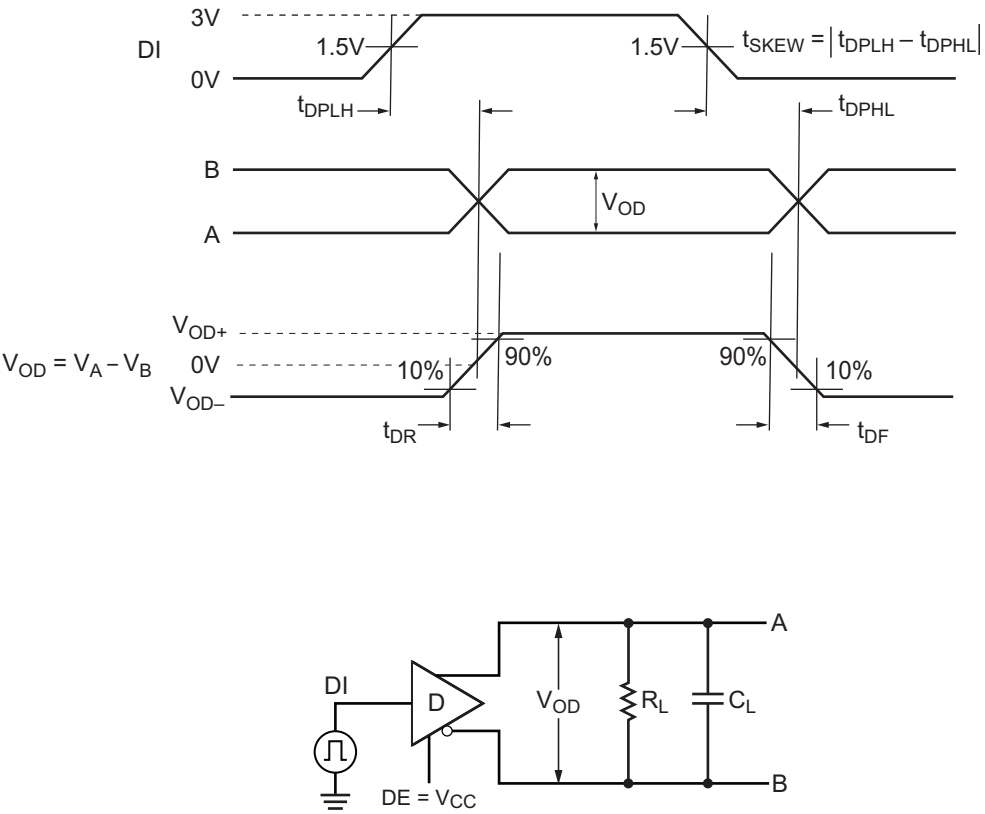 3V
DI
1.5V
1.5V
tSKEW = |tDPLH – tDPHL|
0V
tDPLH
tDPHL
B
VOD
A
VOD+
VOD = VA – VB
0V
10%
90%
90%
10%
VOD–
tDR
tDF
A
DI
D
VOD
RL
CL
B
DE = VCC